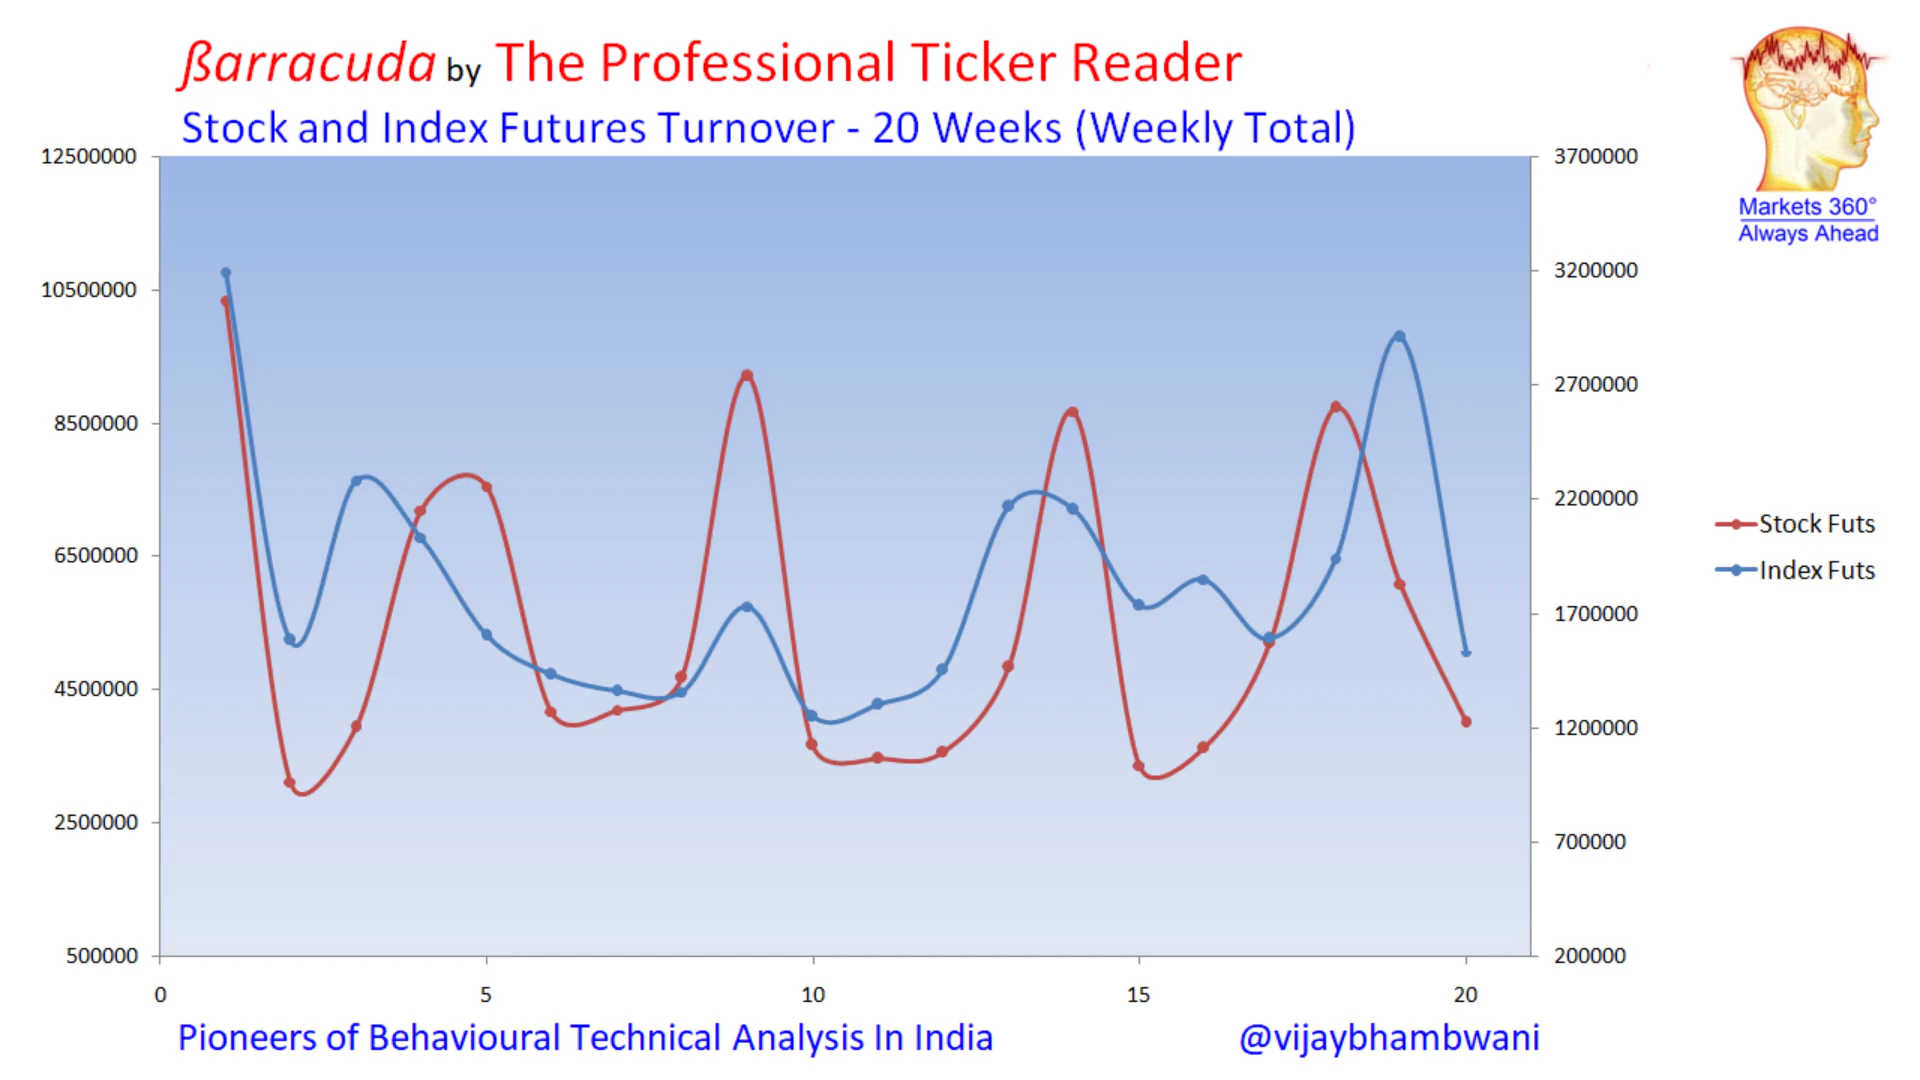 ßarracuda by The Professional Ticker Reader
Stock and Index Futures Turnover - 20 Weeks (Weekly Total)
Markets 360°
Always Ahead
12500000
10500000
8500000
6500000
4500000
2500000
500000
3700000
3200000
2700000
2200000
1700000
1200000
700000
200000
Stock Futs
Index Futs
0 5 10 15 20
Pioneers of Behavioural Technical Analysis In India @vijaybhambwani